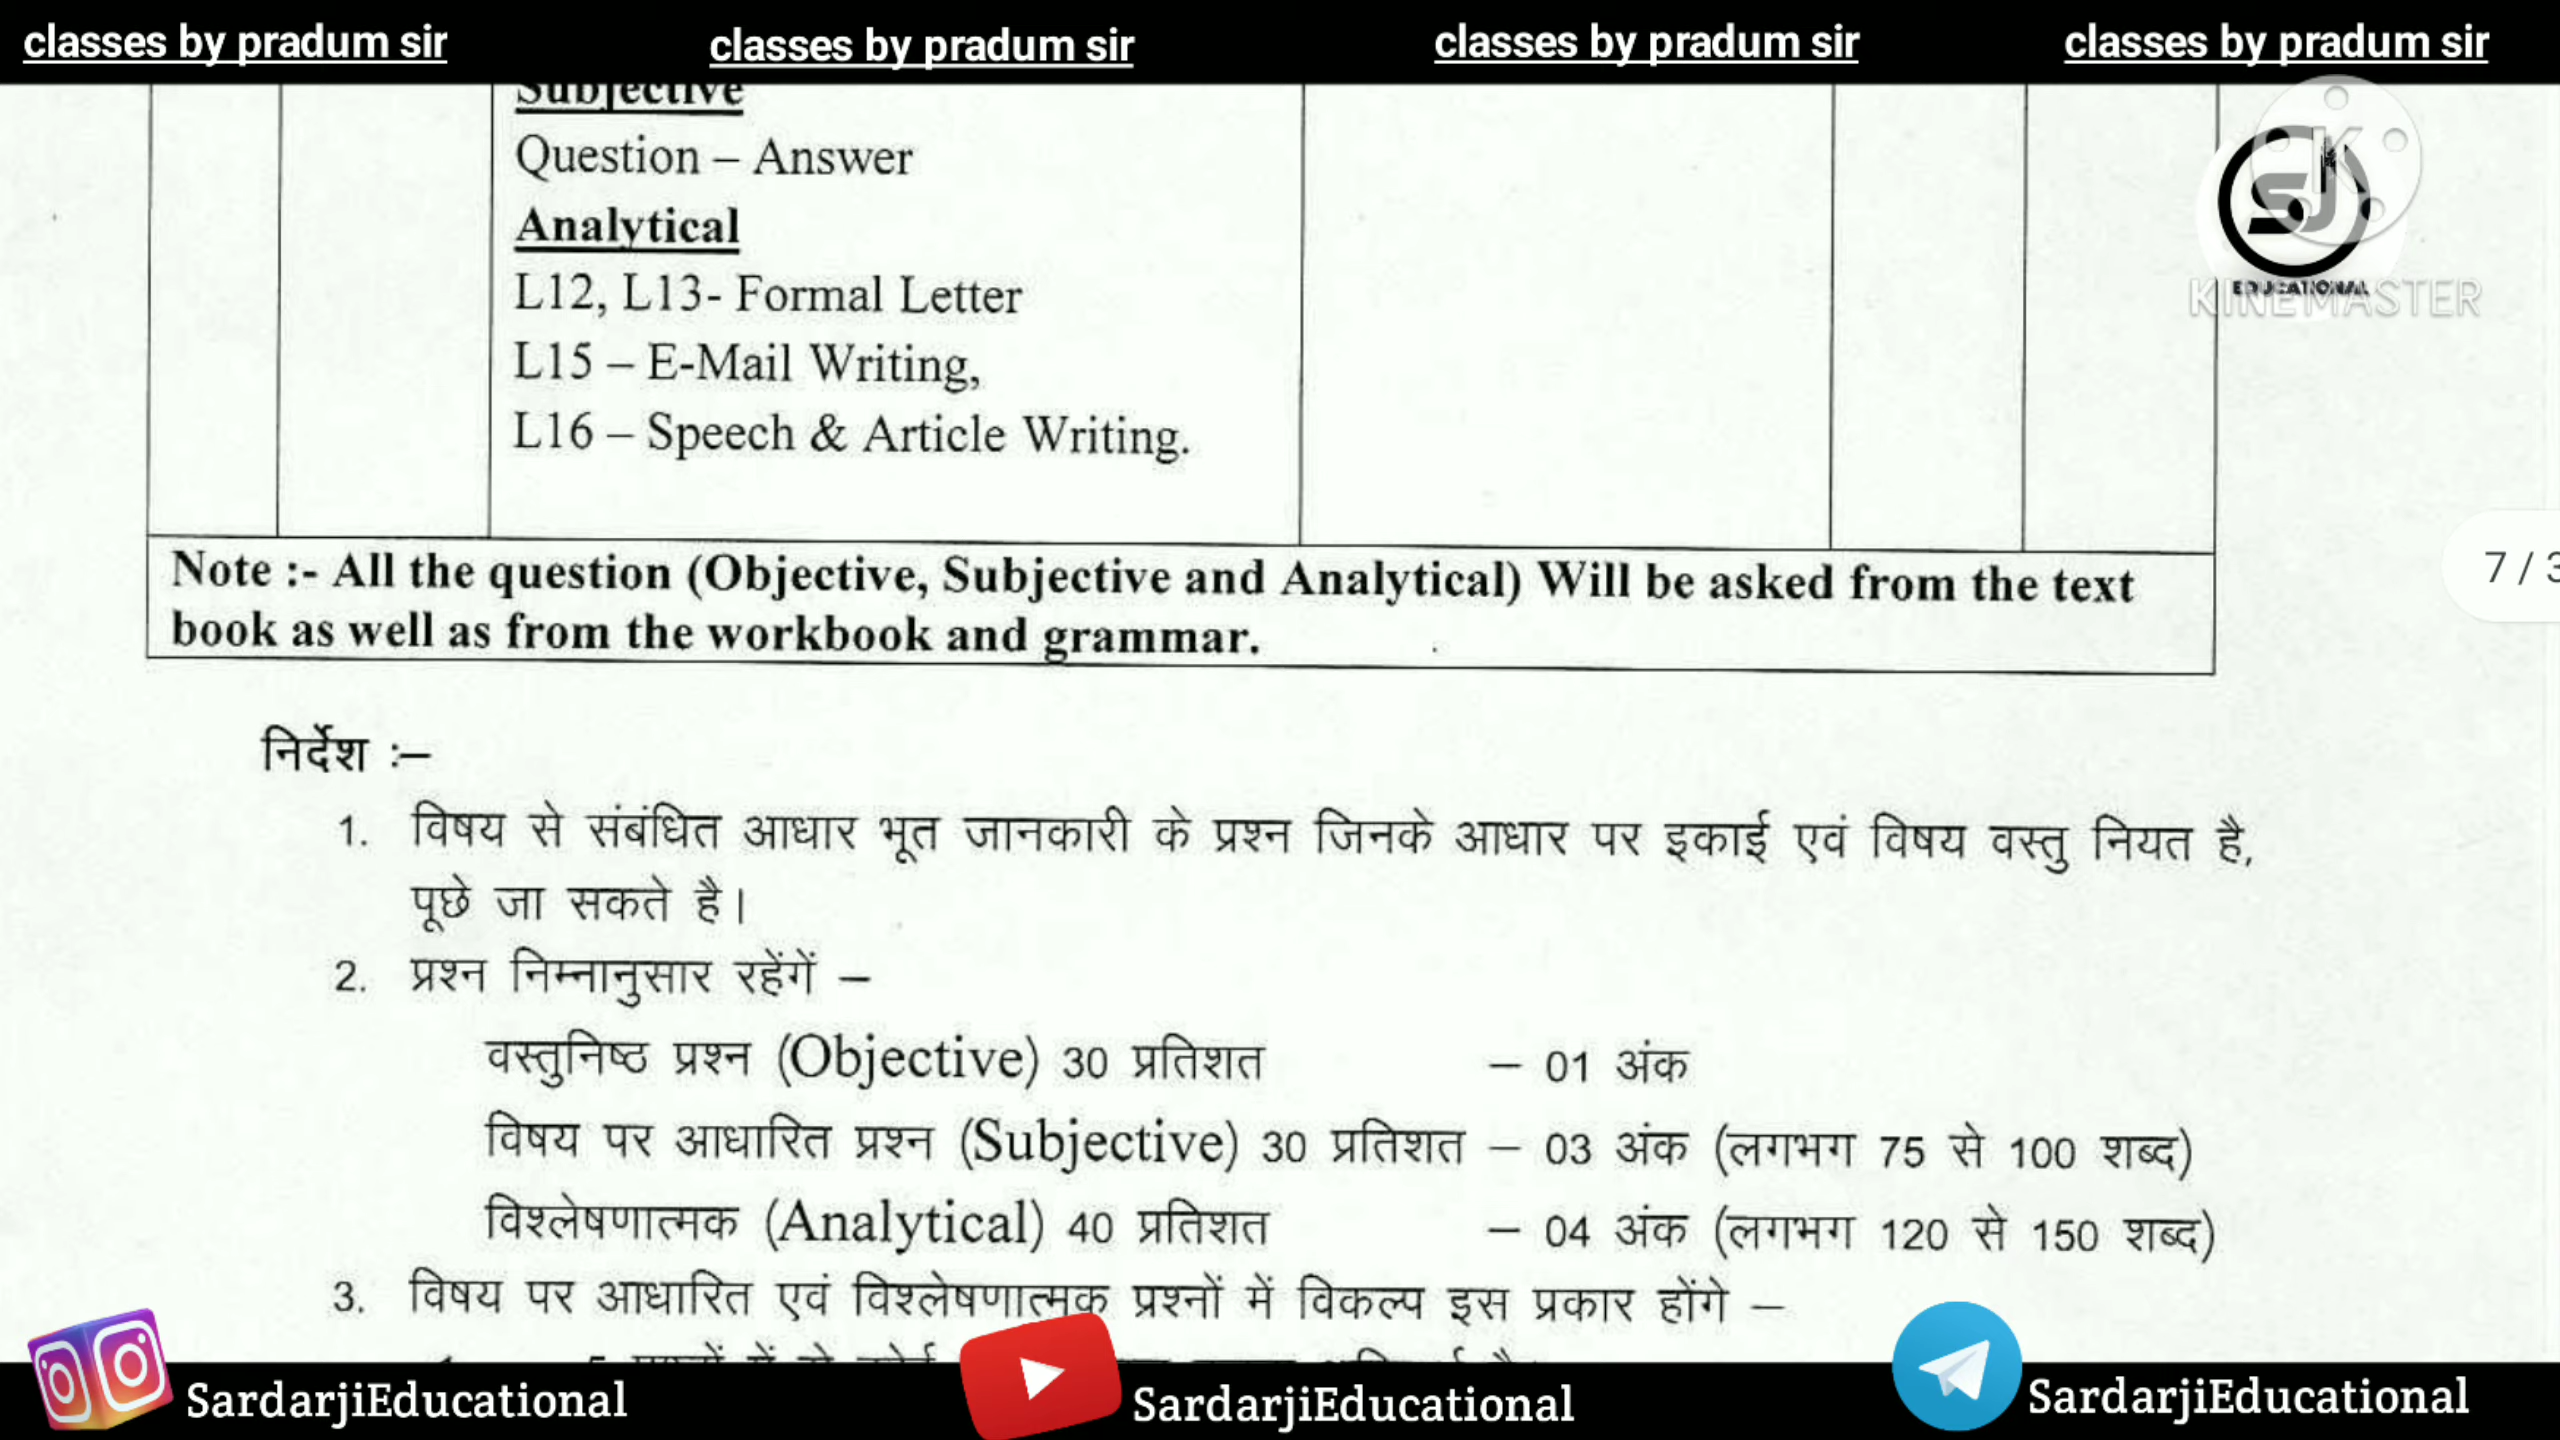 classes by pradum sir classes by pradum sir classes by pradum sir classes by pradum sir
Subjective
Question – Answer
Analytical
L12, L13- Formal Letter
L15 – E-Mail Writing,
L16 – Speech & Article Writing.
SJ
EDUCATIONAL
KINEMASTER
Note :- All the question (Objective, Subjective and Analytical) Will be asked from the text
book as well as from the workbook and grammar.
7 / 3
निर्देश :–
1. विषय से संबंधित आधार भूत जानकारी के प्रश्न जिनके आधार पर इकाई एवं विषय वस्तु नियत है,
पूछे जा सकते है।
2. प्रश्न निम्नानुसार रहेंगें –
वस्तुनिष्ठ प्रश्न (Objective) 30 प्रतिशत – 01 अंक
विषय पर आधारित प्रश्न (Subjective) 30 प्रतिशत – 03 अंक (लगभग 75 से 100 शब्द)
विश्लेषणात्मक (Analytical) 40 प्रतिशत – 04 अंक (लगभग 120 से 150 शब्द)
3. विषय पर आधारित एवं विश्लेषणात्मक प्रश्नों में विकल्प इस प्रकार होंगे –
SardarjiEducational SardarjiEducational SardarjiEducational